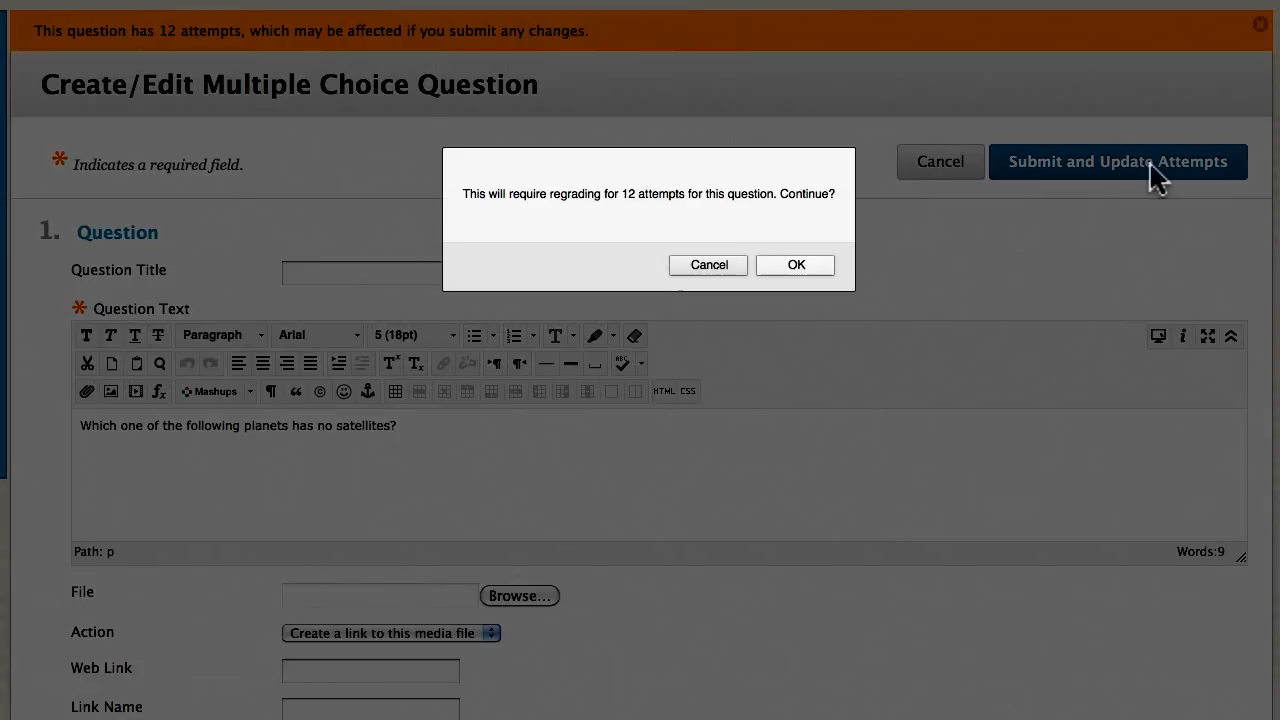 This question has 12 attempts, which may be affected if you submit any changes.
Create/Edit Multiple Choice Question
* Indicates a required field.
Cancel
Submit and Update Attempts
This will require regrading for 12 attempts for this question. Continue?
Cancel
OK
1. Question
Question Title
* Question Text
T T T T Paragraph Arial 5 (18pt) T
T× Tx ABC
fx Mashups HTML CSS
Which one of the following planets has no satellites?
Path: p
Words:9
File
Browse...
Action
Create a link to this media file
Web Link
Link Name